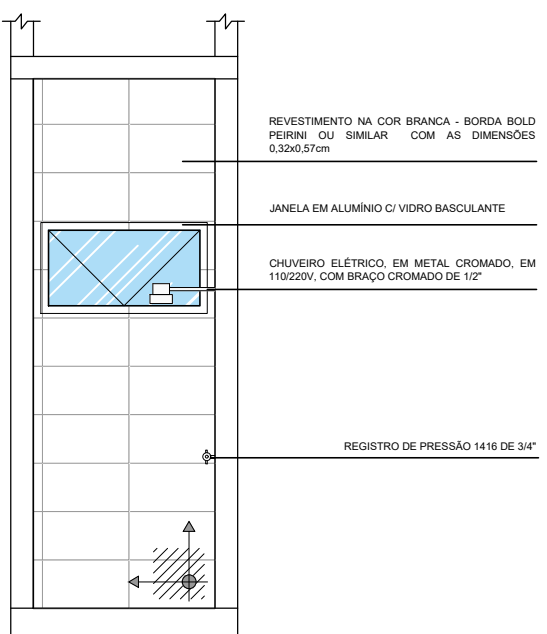 REVESTIMENTO NA COR BRANCA - BORDA BOLD
PEIRINI OU SIMILAR COM AS DIMENSÕES
0,32x0,57cm
JANELA EM ALUMÍNIO C/ VIDRO BASCULANTE
CHUVEIRO ELÉTRICO, EM METAL CROMADO, EM
110/220V, COM BRAÇO CROMADO DE 1/2"
REGISTRO DE PRESSÃO 1416 DE 3/4"